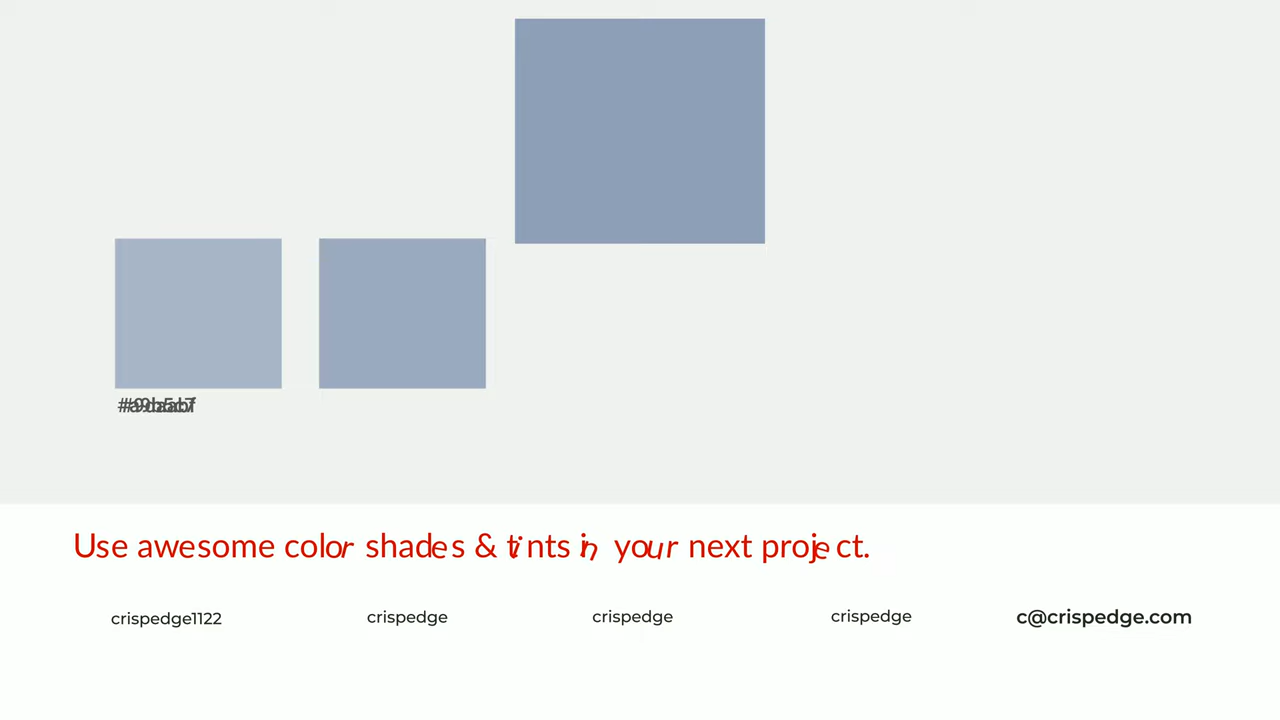 Use awesome color shades & tints in your next project.
crispedge1122 crispedge crispedge crispedge c@crispedge.com